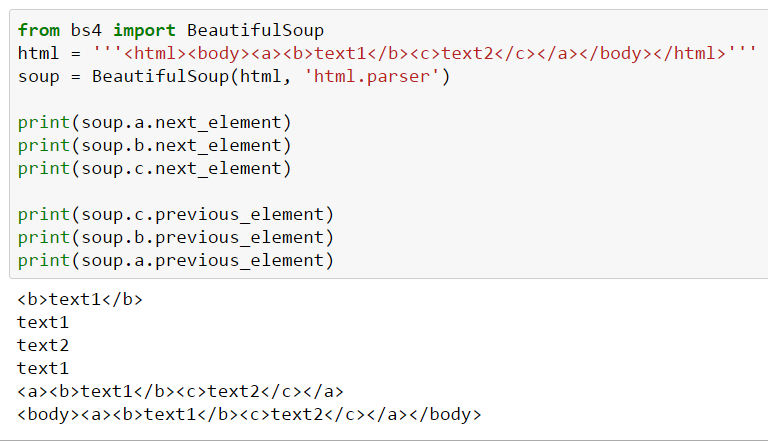 from bs4 import BeautifulSoup
html = '''<html><body><a><b>text1</b><c>text2</c></a></body></html>'''
soup = BeautifulSoup(html, 'html.parser')

print(soup.a.next_element)
print(soup.b.next_element)
print(soup.c.next_element)

print(soup.c.previous_element)
print(soup.b.previous_element)
print(soup.a.previous_element)
<b>text1</b>
text1
text2
text1
<a><b>text1</b><c>text2</c></a>
<body><a><b>text1</b><c>text2</c></a></body>